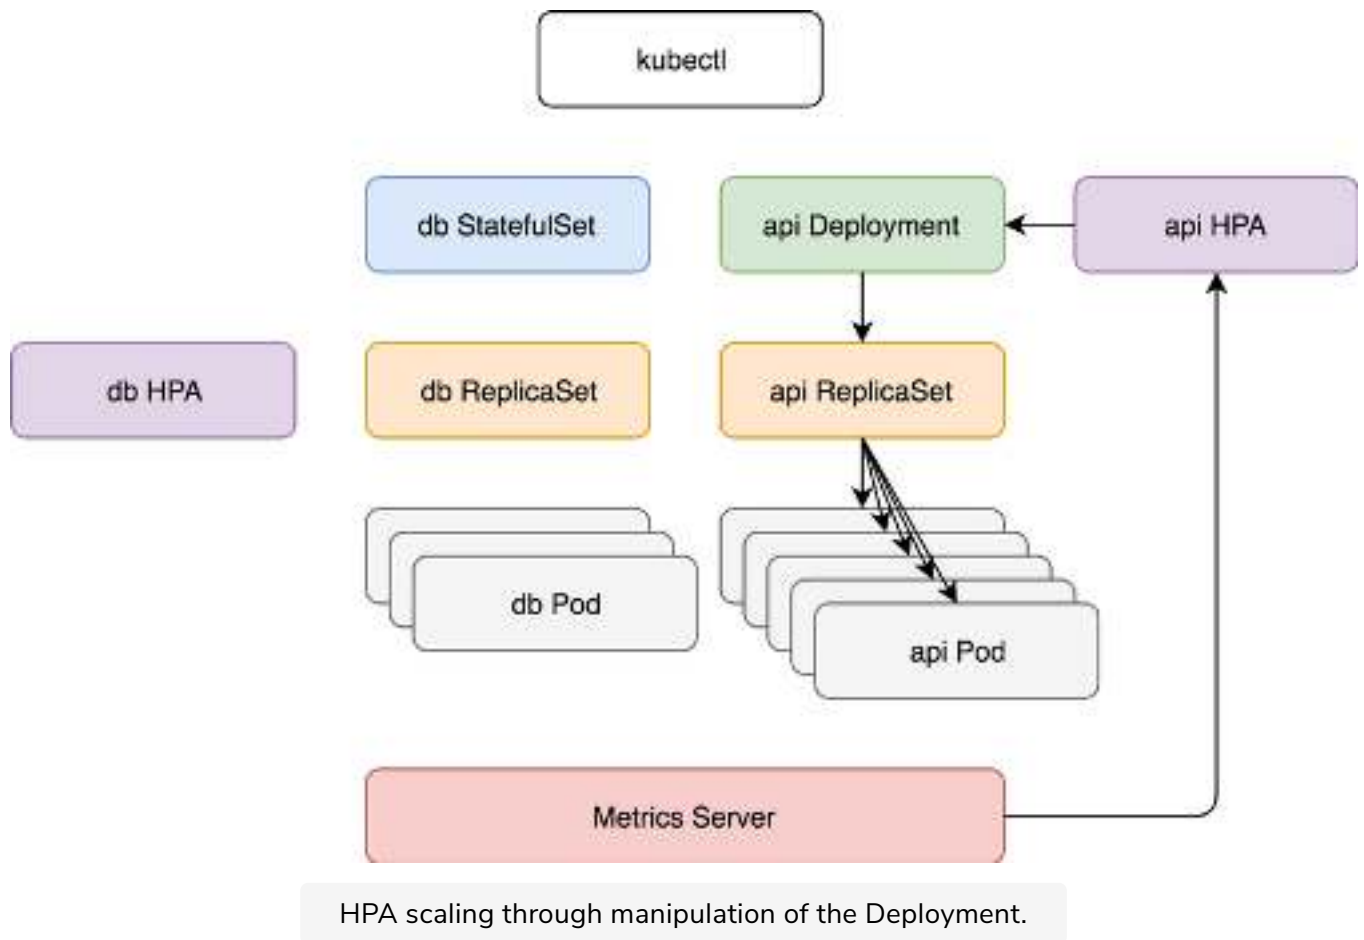 kubectl
db StatefulSet
api Deployment
api HPA
db HPA
db ReplicaSet
api ReplicaSet
db Pod
api Pod
Metrics Server
HPA scaling through manipulation of the Deployment.